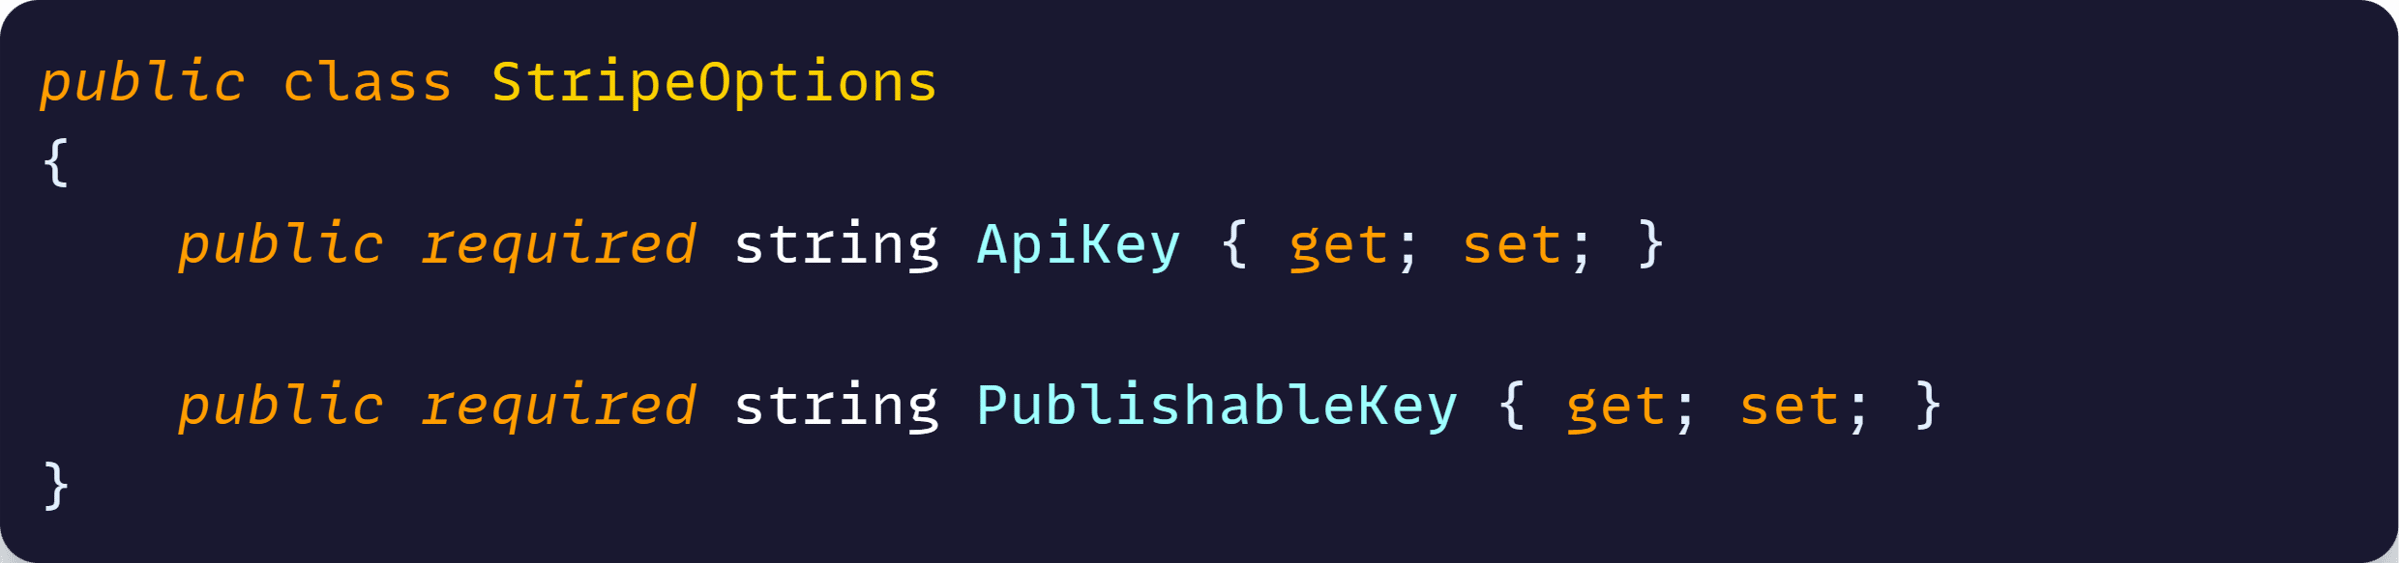 public class StripeOptions
{
    public required string ApiKey { get; set; }
    public required string PublishableKey { get; set; }
}